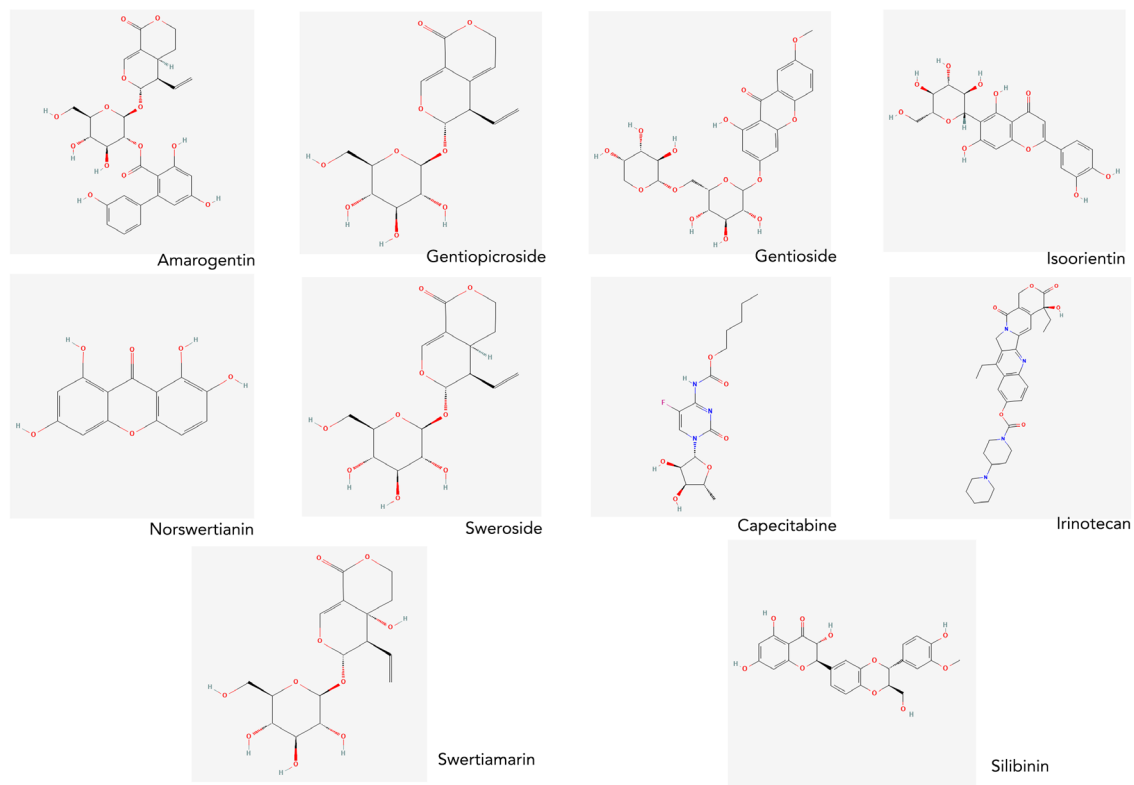 Amarogentin
Gentiopicroside
Gentioside
Isoorientin
Norswertianin
Sweroside
Capecitabine
Irinotecan
Swertiamarin
Silibinin